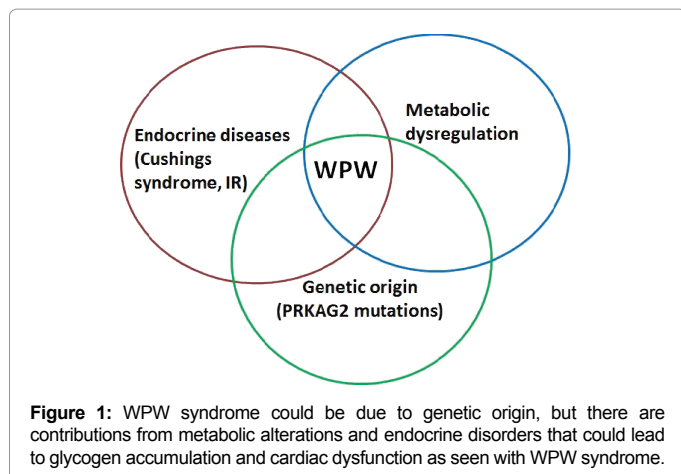 Endocrine diseases
(Cushings
syndrome, IR)
Metabolic
dysregulation
WPW
Genetic origin
(PRKAG2 mutations)
Figure 1: WPW syndrome could be due to genetic origin, but there are
contributions from metabolic alterations and endocrine disorders that could lead
to glycogen accumulation and cardiac dysfunction as seen with WPW syndrome.